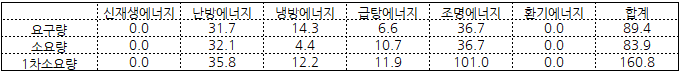 신재생에너지 난방에너지 냉방에너지 급탕에너지 조명에너지 환기에너지 합계
요구량 0.0 31.7 14.3 6.6 36.7 0.0 89.4
소요량 0.0 32.1 4.4 10.7 36.7 0.0 83.9
1차소요량 0.0 35.8 12.2 11.9 101.0 0.0 160.8